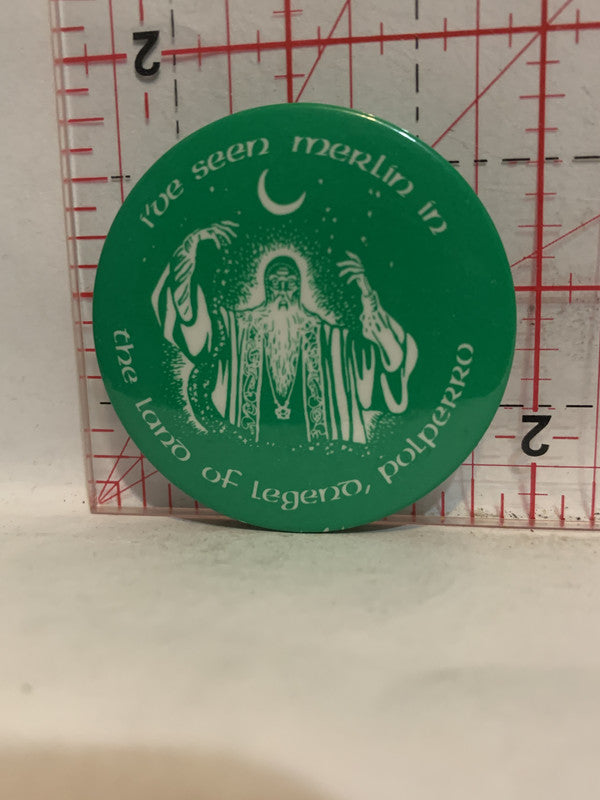 2
i've seen merlin in
the land of legend, polperro
2